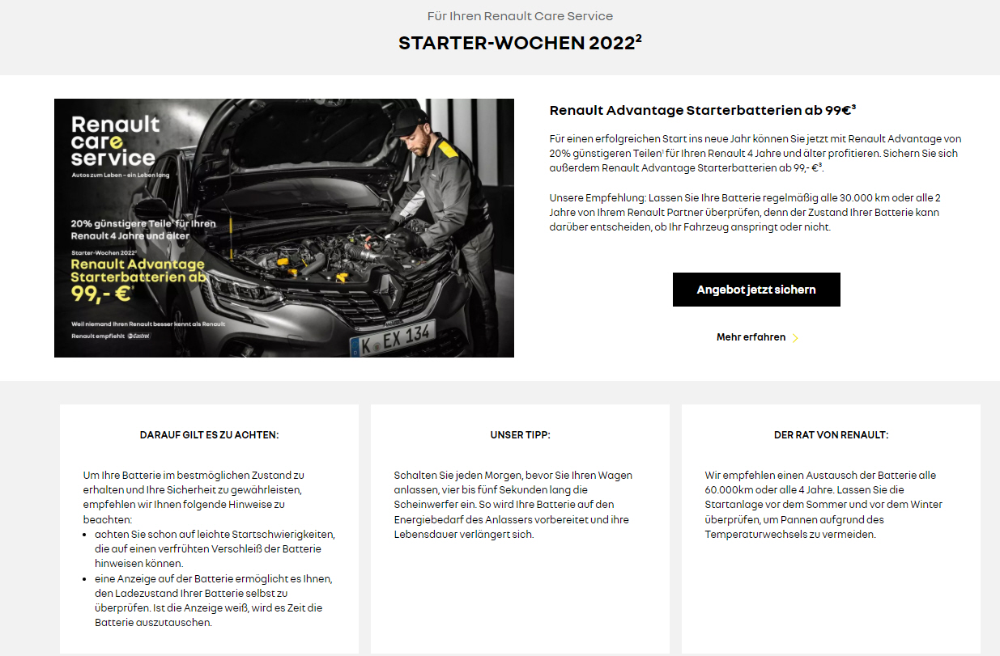 Für Ihren Renault Care Service
STARTER-WOCHEN 2022²
Renault
care
service
Autos zum Leben – ein Leben lang
20% günstigere Teile¹ für Ihren
Renault 4 Jahre und älter
Starter-Wochen 2022²
Renault Advantage
Starterbatterien ab
99,- €³
Weil niemand Ihren Renault besser kennt als Renault
Renault empfiehlt Castrol
K EX 134
Renault Advantage Starterbatterien ab 99€³
Für einen erfolgreichen Start ins neue Jahr können Sie jetzt mit Renault Advantage von
20% günstigeren Teilen¹ für Ihren Renault 4 Jahre und älter profitieren. Sichern Sie sich
außerdem Renault Advantage Starterbatterien ab 99,- €³.
Unsere Empfehlung: Lassen Sie Ihre Batterie regelmäßig alle 30.000 km oder alle 2
Jahre von Ihrem Renault Partner überprüfen, denn der Zustand Ihrer Batterie kann
darüber entscheiden, ob Ihr Fahrzeug anspringt oder nicht.
Angebot jetzt sichern
Mehr erfahren
DARAUF GILT ES ZU ACHTEN:
Um Ihre Batterie im bestmöglichen Zustand zu
erhalten und Ihre Sicherheit zu gewährleisten,
empfehlen wir Ihnen folgende Hinweise zu
beachten:
• achten Sie schon auf leichte Startschwierigkeiten,
die auf einen verfrühten Verschleiß der Batterie
hinweisen können.
• eine Anzeige auf der Batterie ermöglicht es Ihnen,
den Ladezustand Ihrer Batterie selbst zu
überprüfen. Ist die Anzeige weiß, wird es Zeit die
Batterie auszutauschen.
UNSER TIPP:
Schalten Sie jeden Morgen, bevor Sie Ihren Wagen
anlassen, vier bis fünf Sekunden lang die
Scheinwerfer ein. So wird Ihre Batterie auf den
Energiebedarf des Anlassers vorbereitet und ihre
Lebensdauer verlängert sich.
DER RAT VON RENAULT:
Wir empfehlen einen Austausch der Batterie alle
60.000km oder alle 4 Jahre. Lassen Sie die
Startanlage vor dem Sommer und vor dem Winter
überprüfen, um Pannen aufgrund des
Temperaturwechsels zu vermeiden.